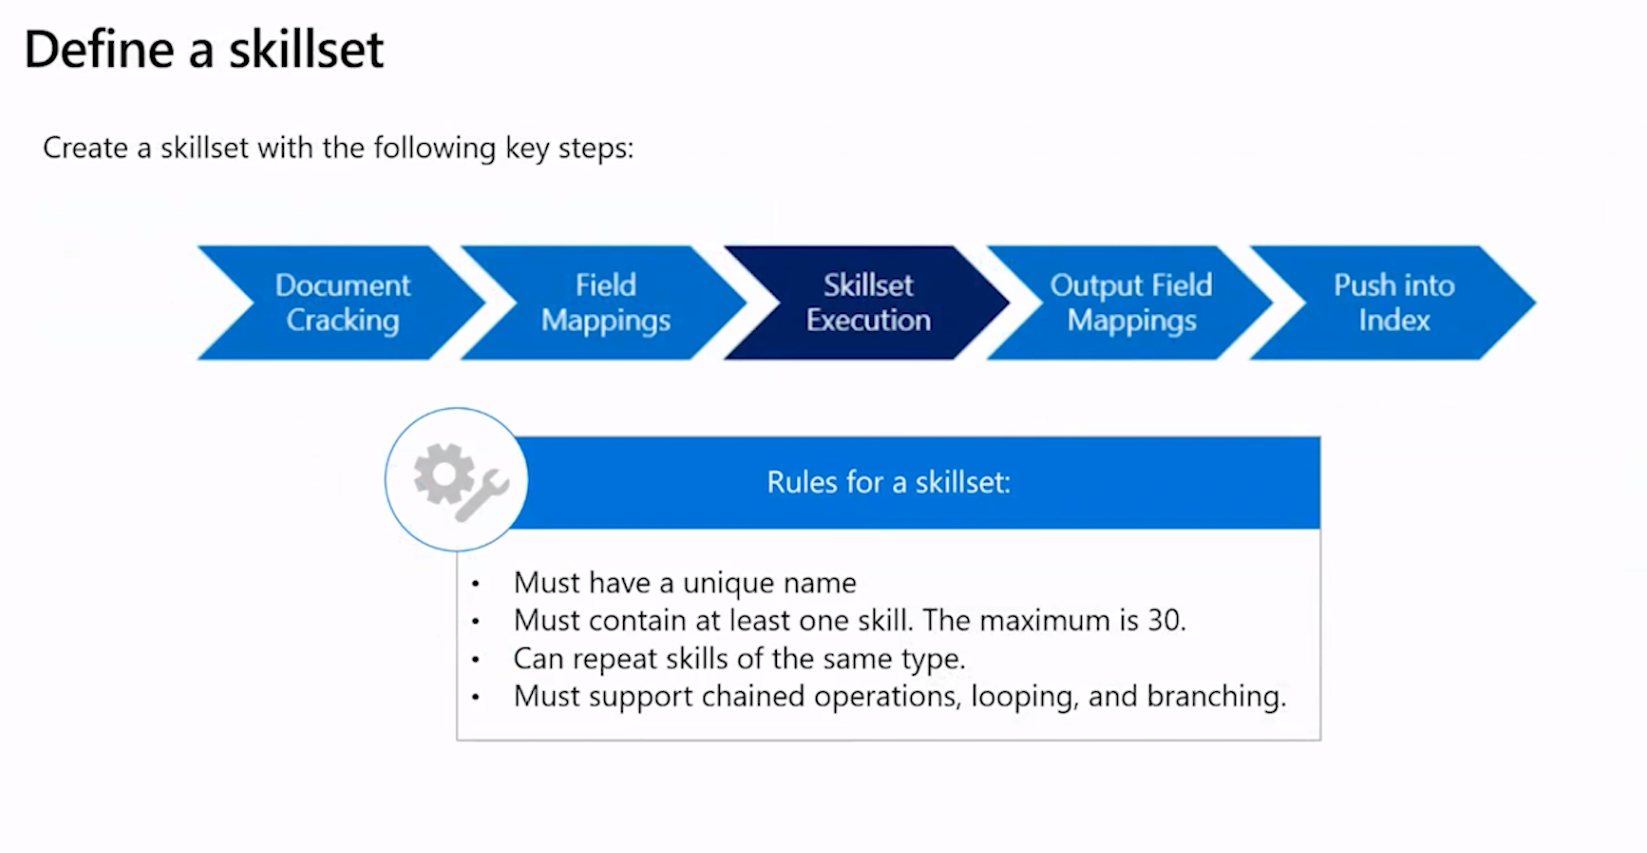 Define a skillset
Create a skillset with the following key steps:
Document
Cracking
Field
Mappings
Skillset
Execution
Output Field
Mappings
Push into
Index
Rules for a skillset:
• Must have a unique name
• Must contain at least one skill. The maximum is 30.
• Can repeat skills of the same type.
• Must support chained operations, looping, and branching.